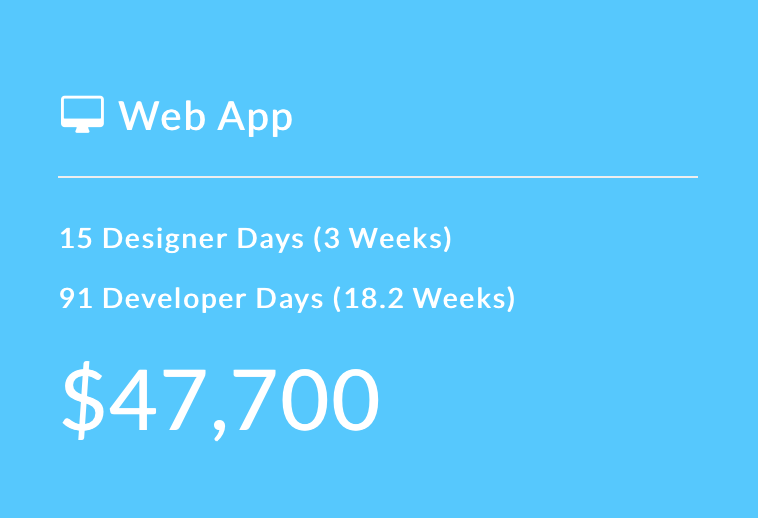 Web App
15 Designer Days (3 Weeks)
91 Developer Days (18.2 Weeks)
$47,700